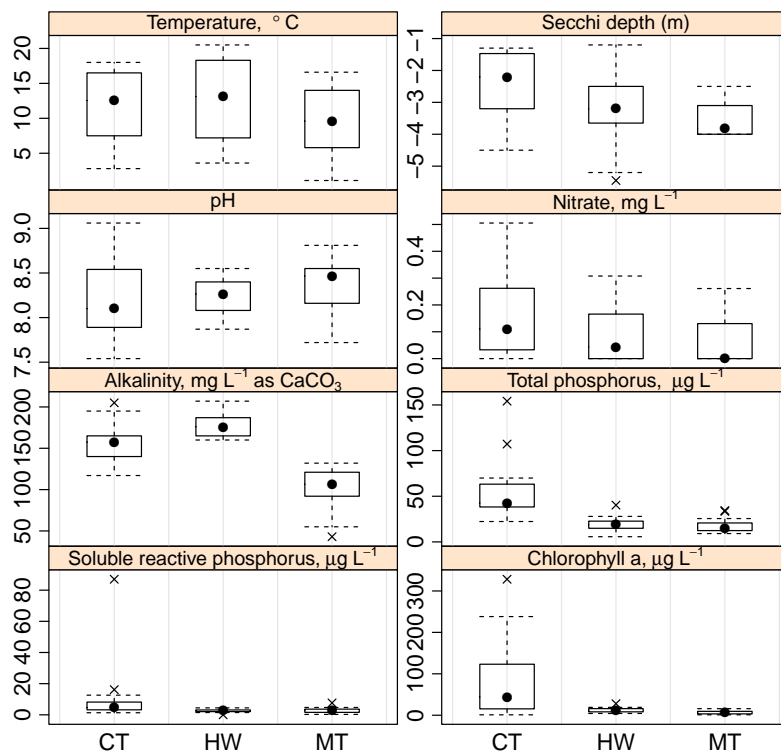 Temperature, ° C
5 10 15 20
Secchi depth (m)
−5 −4 −3 −2 −1
pH
7.5 8.0 8.5 9.0
Nitrate, mg L⁻¹
0.0 0.2 0.4
Alkalinity, mg L⁻¹ as CaCO₃
50 100 150 200
Total phosphorus, μg L⁻¹
0 50 100 150
Soluble reactive phosphorus, μg L⁻¹
0 20 40 60 80
Chlorophyll a, μg L⁻¹
0 100 300
CT HW MT
CT HW MT